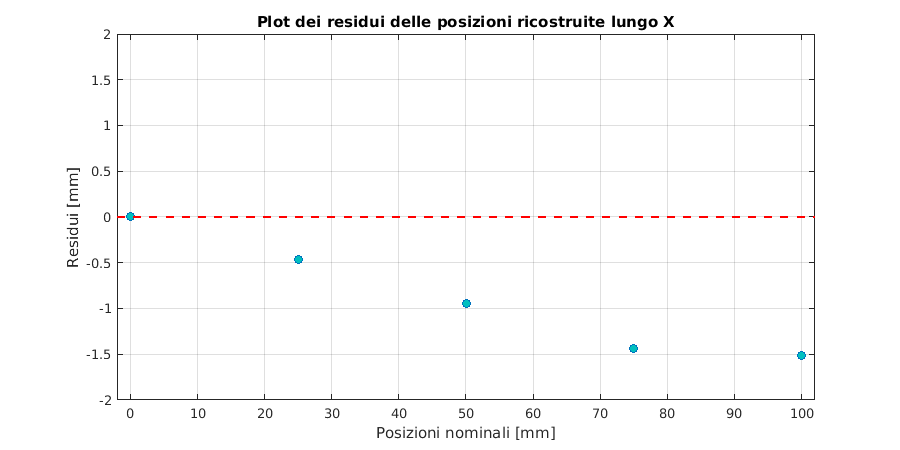 Plot dei residui delle posizioni ricostruite lungo X
2
1.5
1
0.5
0
-0.5
-1
-1.5
-2
Residui [mm]
0 10 20 30 40 50 60 70 80 90 100
Posizioni nominali [mm]